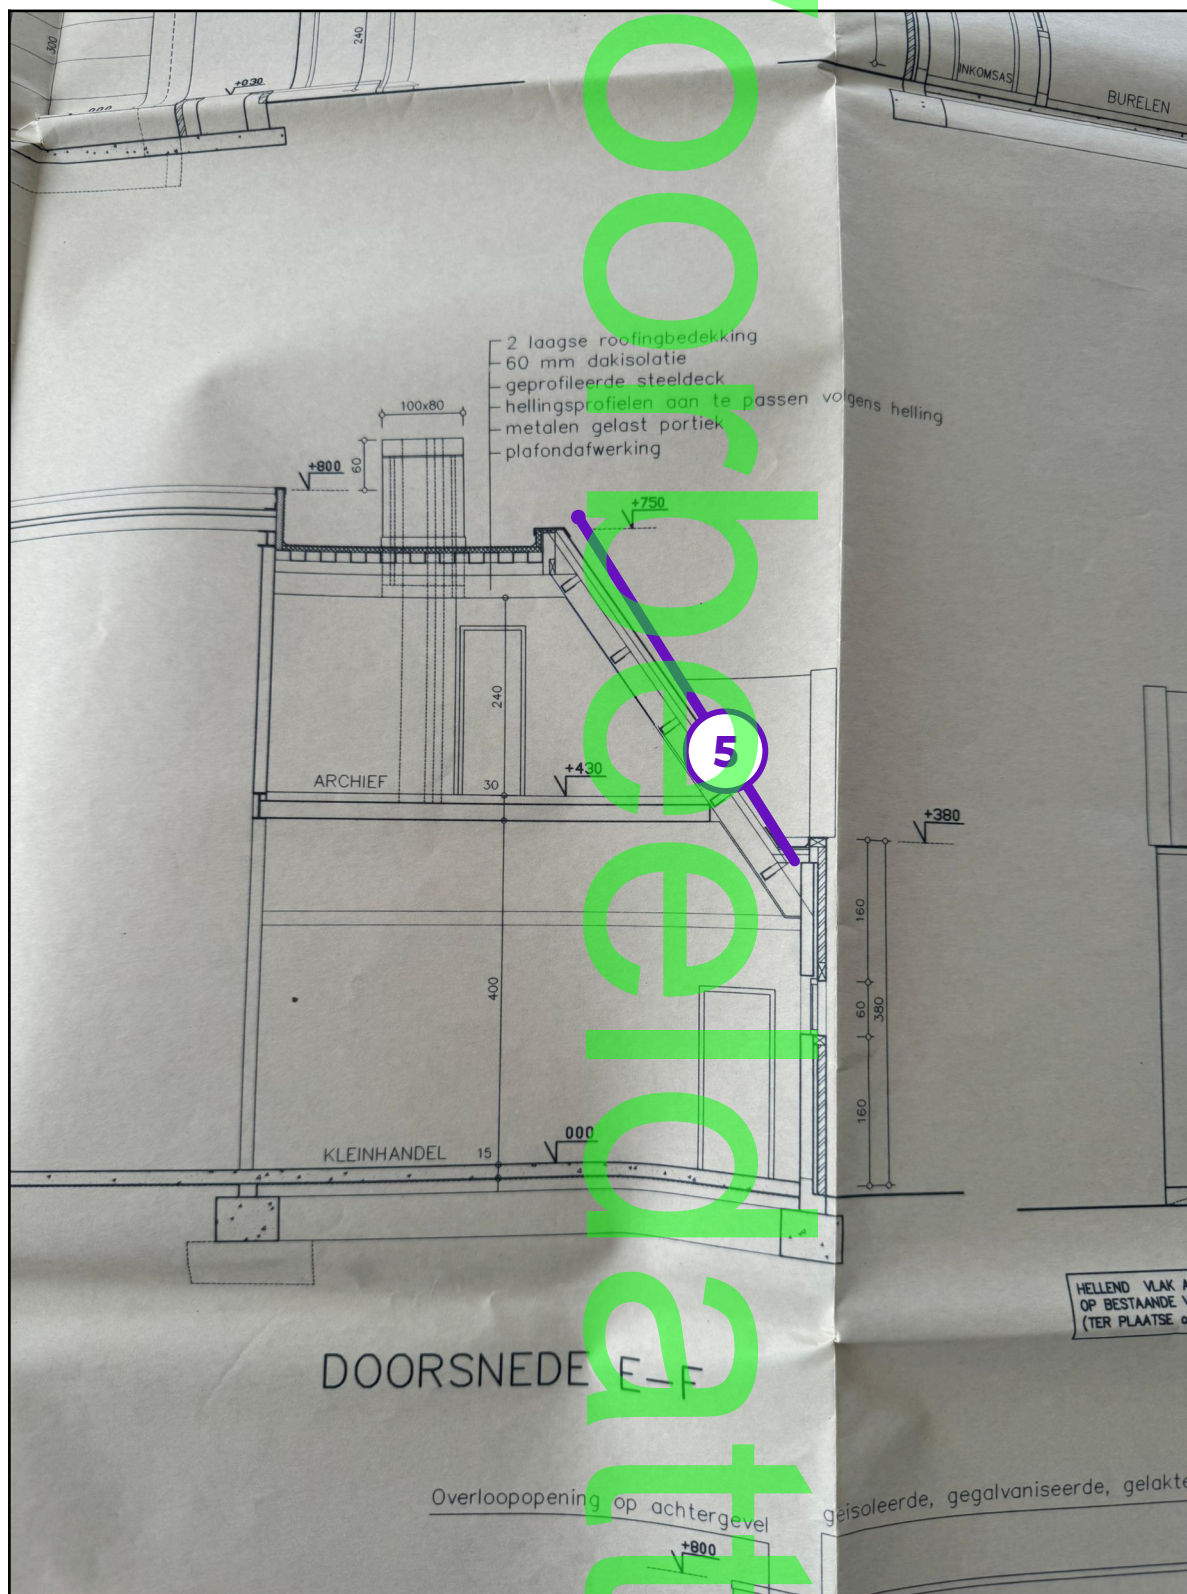 300
240
+030
INKOMSAS
BURELEN
2 laagse roofingbedekking
60 mm dakisolatie
geprofileerde steeldeck
hellingsprofielen aan te passen volgens helling
metalen gelast portiek
plafondafwerking
100x80
+800
60
+750
240
ARCHIEF
30
+430
5
+380
160
400
60
380
160
000
KLEINHANDEL
15
HELLEND VLAK A
OP BESTAANDE V
(TER PLAATSE
DOORSNEDE E-F
Overloopopening op achtergevel
geisoleerde, gegalvaniseerde, gelakte
+800
oorbeeldatt